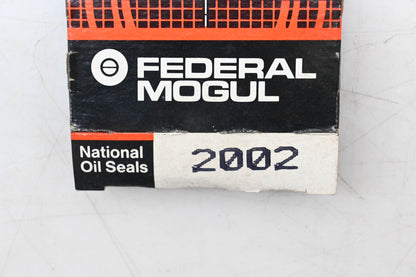 FEDERAL
MOGUL
National
Oil Seals
2002